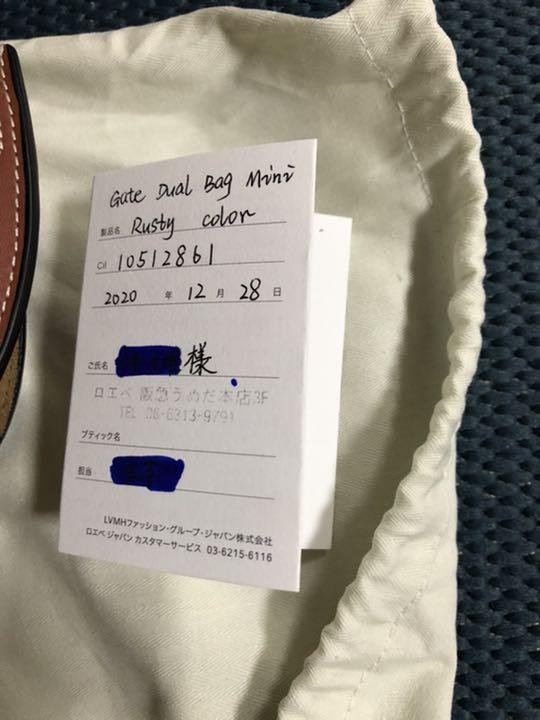 Gate Dual Bag Mini
製品名 Rusty color
Cil 10512861
2020 年 12 月 28 日
ご氏名 様
ロエベ 阪急うめだ本店3F
TEL 06-6313-9791
ブティック名
担当
LVMHファッション・グループ・ジャパン株式会社
ロエベ ジャパン カスタマーサービス 03-6215-6116